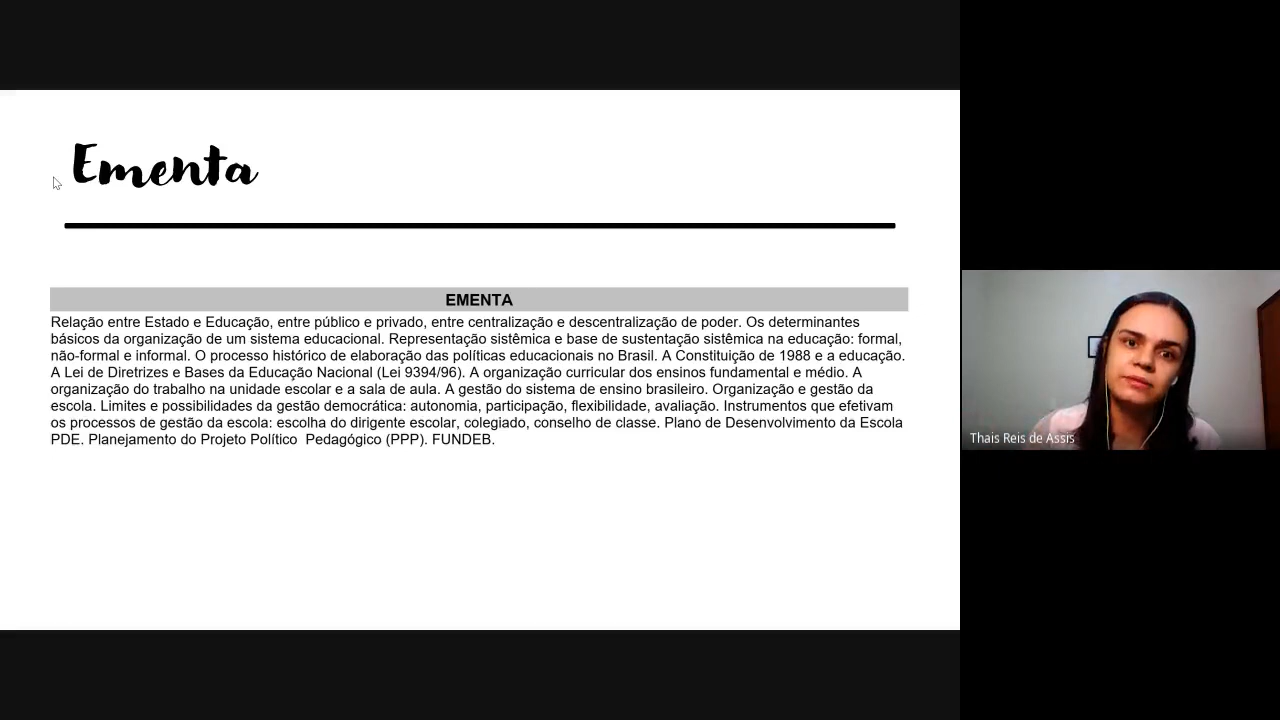 Ementa
EMENTA
Relação entre Estado e Educação, entre público e privado, entre centralização e descentralização de poder. Os determinantes
básicos da organização de um sistema educacional. Representação sistêmica e base de sustentação sistêmica na educação: formal,
não-formal e informal. O processo histórico de elaboração das políticas educacionais no Brasil. A Constituição de 1988 e a educação.
A Lei de Diretrizes e Bases da Educação Nacional (Lei 9394/96). A organização curricular dos ensinos fundamental e médio. A
organização do trabalho na unidade escolar e a sala de aula. A gestão do sistema de ensino brasileiro. Organização e gestão da
escola. Limites e possibilidades da gestão democrática: autonomia, participação, flexibilidade, avaliação. Instrumentos que efetivam
os processos de gestão da escola: escolha do dirigente escolar, colegiado, conselho de classe. Plano de Desenvolvimento da Escola
PDE. Planejamento do Projeto Político  Pedagógico (PPP). FUNDEB.
Thais Reis de Assis